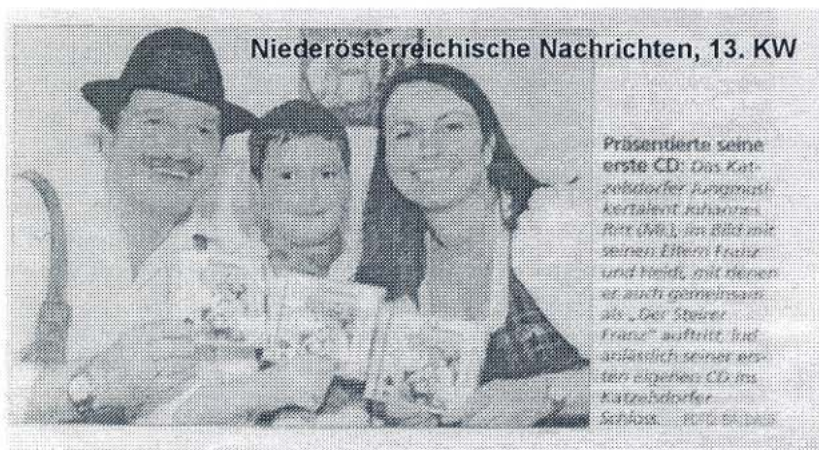 Niederösterreichische Nachrichten, 13. KW
Präsentierte seine
erste CD: Das Kat-
zelsdorfer Jungmusi-
kertalent Johannes
(Mi.), im Bild mit
seinen Eltern Franz
und Heidi, mit denen
er auch gemeinsam
als „Der Steirer
Franz“ auftritt, lud
anlässlich seiner ers-
ten eigenen CD ins
Katzelsdorfer
Schloss. FOTO: